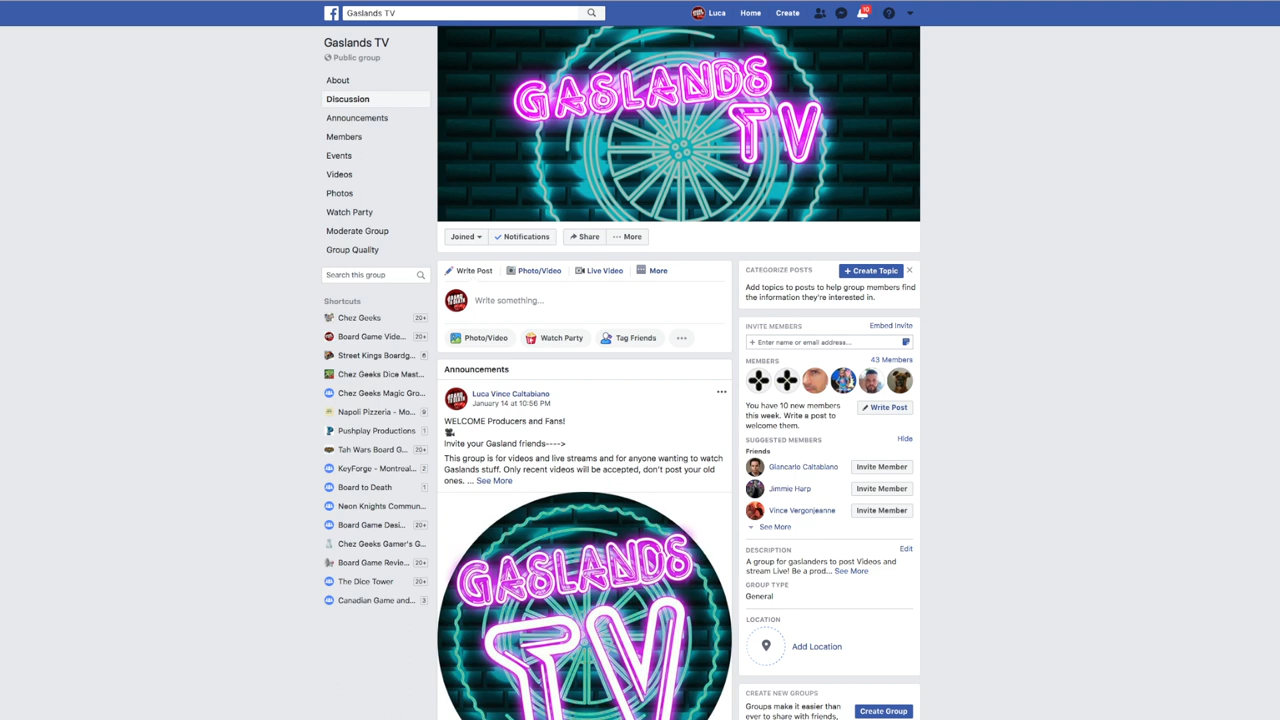 Gaslands TV
Luca
Home
Create
10
Gaslands TV
Public group
About
Discussion
Announcements
Members
Events
Videos
Photos
Watch Party
Moderate Group
Group Quality
Search this group
Shortcuts
Chez Geeks 20+
Board Game Vide... 20+
Street Kings Boardg... 6
Chez Geeks Dice Mast...
Chez Geeks Magic Gro...
Napoli Pizzeria - Mo... 9
Pushplay Productions 1
Tah Wars Board G... 20+
KeyForge - Montreal... 2
Board to Death 1
Neon Knights Commun...
Board Game Desi... 20+
Chez Geeks Gamer's G...
Board Game Revie... 20+
The Dice Tower 20+
Canadian Game and... 3
GASLANDS
TV
Joined
Notifications
Share
More
Write Post
Photo/Video
Live Video
More
Write something...
Photo/Video
Watch Party
Tag Friends
Announcements
Luca Vince Caltabiano
January 14 at 10:56 PM
WELCOME Producers and Fans!
Invite your Gasland friends---->
This group is for videos and live streams and for anyone wanting to watch
Gaslands stuff. Only recent videos will be accepted, don't post your old
ones. ... See More
GASLANDS
TV
CATEGORIZE POSTS
+ Create Topic
Add topics to posts to help group members find
the information they're interested in.
INVITE MEMBERS
Embed Invite
+ Enter name or email address...
MEMBERS
43 Members
You have 10 new members
this week. Write a post to
welcome them.
Write Post
SUGGESTED MEMBERS
Hide
Friends
Giancarlo Caltabiano
Invite Member
Jimmie Harp
Invite Member
Vince Vergonjeanne
Invite Member
See More
DESCRIPTION
Edit
A group for gaslanders to post Videos and
stream Live! Be a prod... See More
GROUP TYPE
General
LOCATION
Add Location
CREATE NEW GROUPS
Groups make it easier than
ever to share with friends,
Create Group